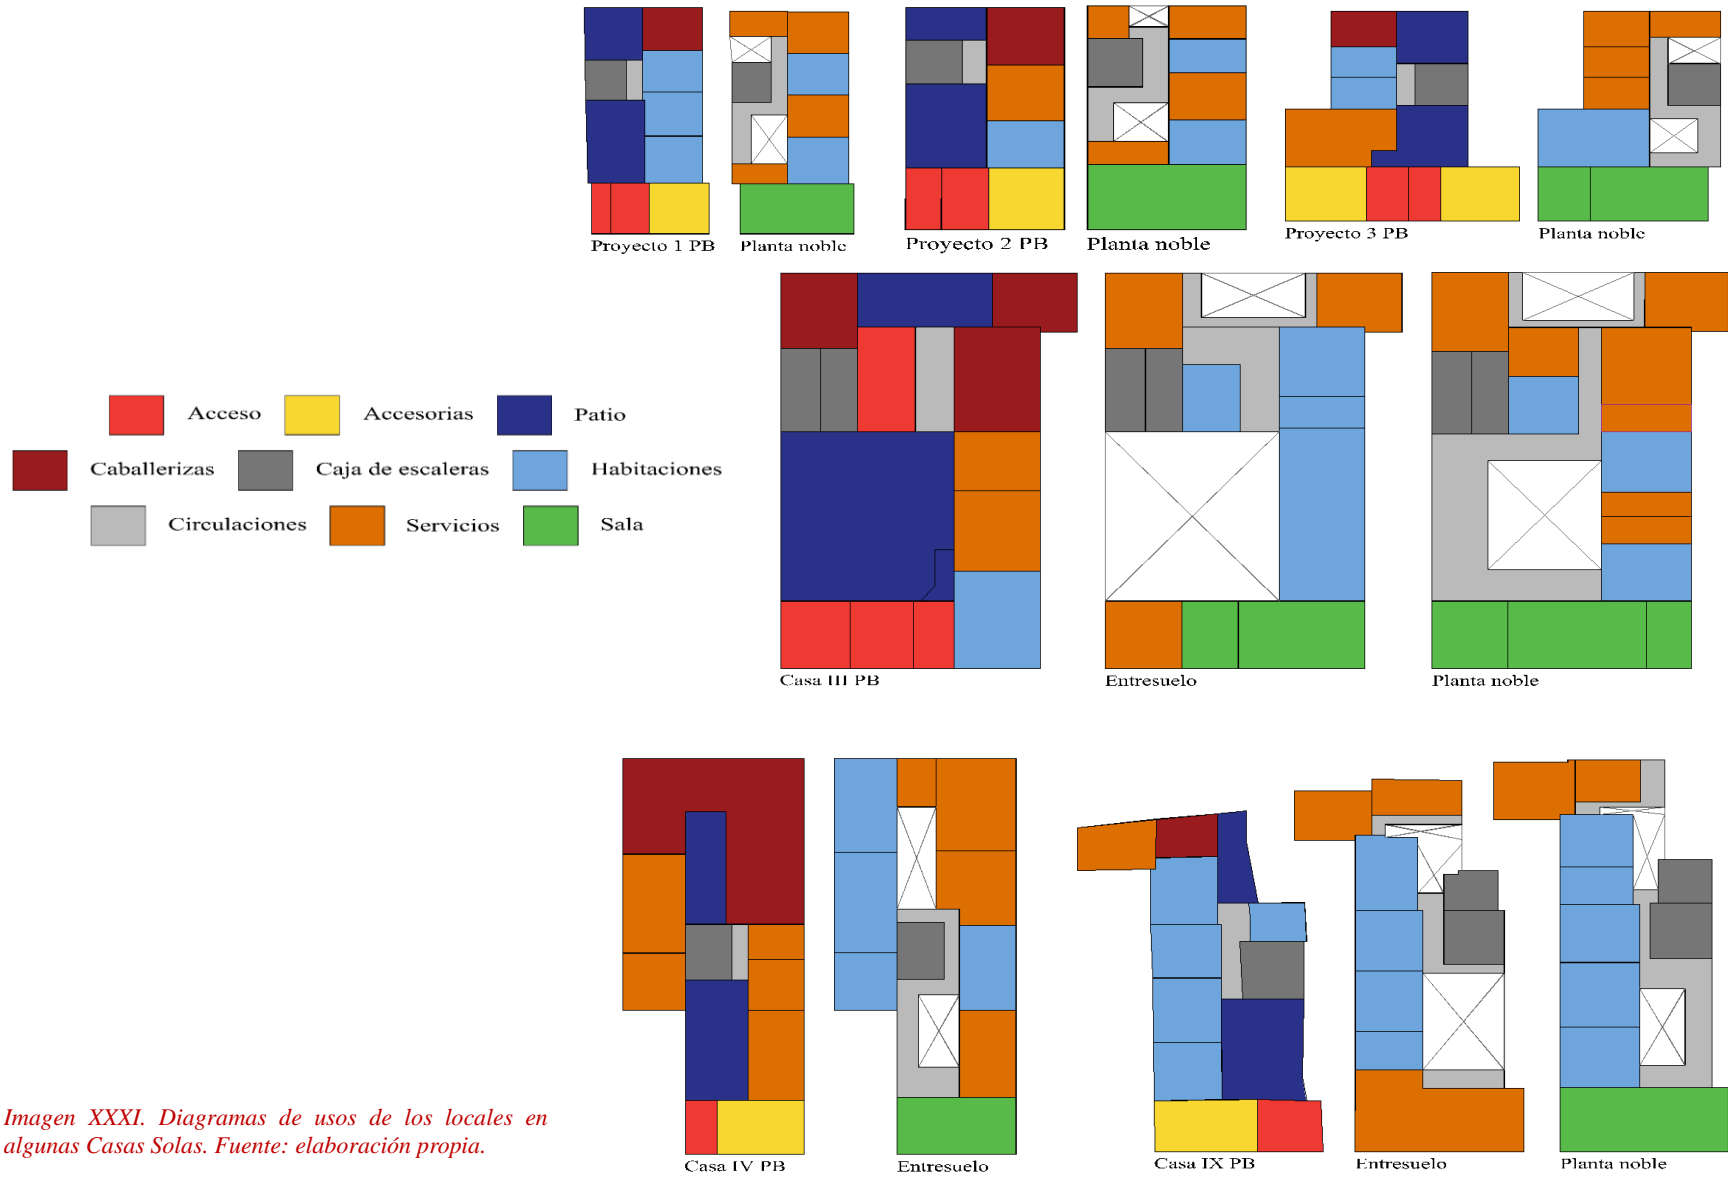 Proyecto 1 PB
Planta noble
Proyecto 2 PB
Planta noble
Proyecto 3 PB
Planta noble
Acceso
Accesorias
Patio
Caballerizas
Caja de escaleras
Habitaciones
Circulaciones
Servicios
Sala
Casa III PB
Entresuelo
Planta noble
Casa IV PB
Entresuelo
Casa IX PB
Entresuelo
Planta noble
Imagen XXXI. Diagramas de usos de los locales en
algunas Casas Solas. Fuente: elaboración propia.